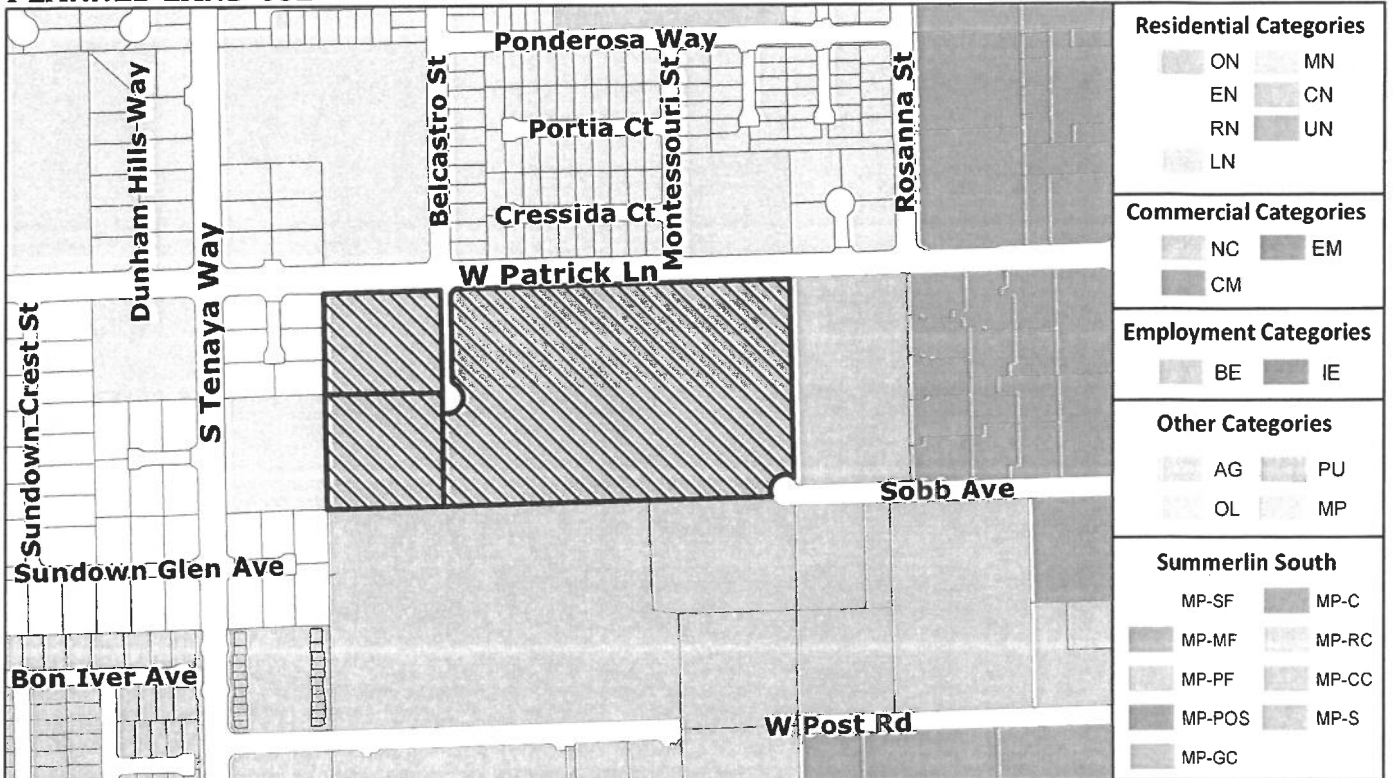 Ponderosa Way
Dunham Hills Way
Belcastro St
Montessouri St
Rosanna St
Portia Ct
Cressida Ct
S Tenaya Way
W Patrick Ln
Sundown Crest St
Sobb Ave
Sundown Glen Ave
Bon Iver Ave
W Post Rd
Residential Categories
ON MN
EN CN
RN UN
LN
Commercial Categories
NC EM
CM
Employment Categories
BE IE
Other Categories
AG PU
OL MP
Summerlin South
MP-SF MP-C
MP-MF MP-RC
MP-PF MP-CC
MP-POS MP-S
MP-GC